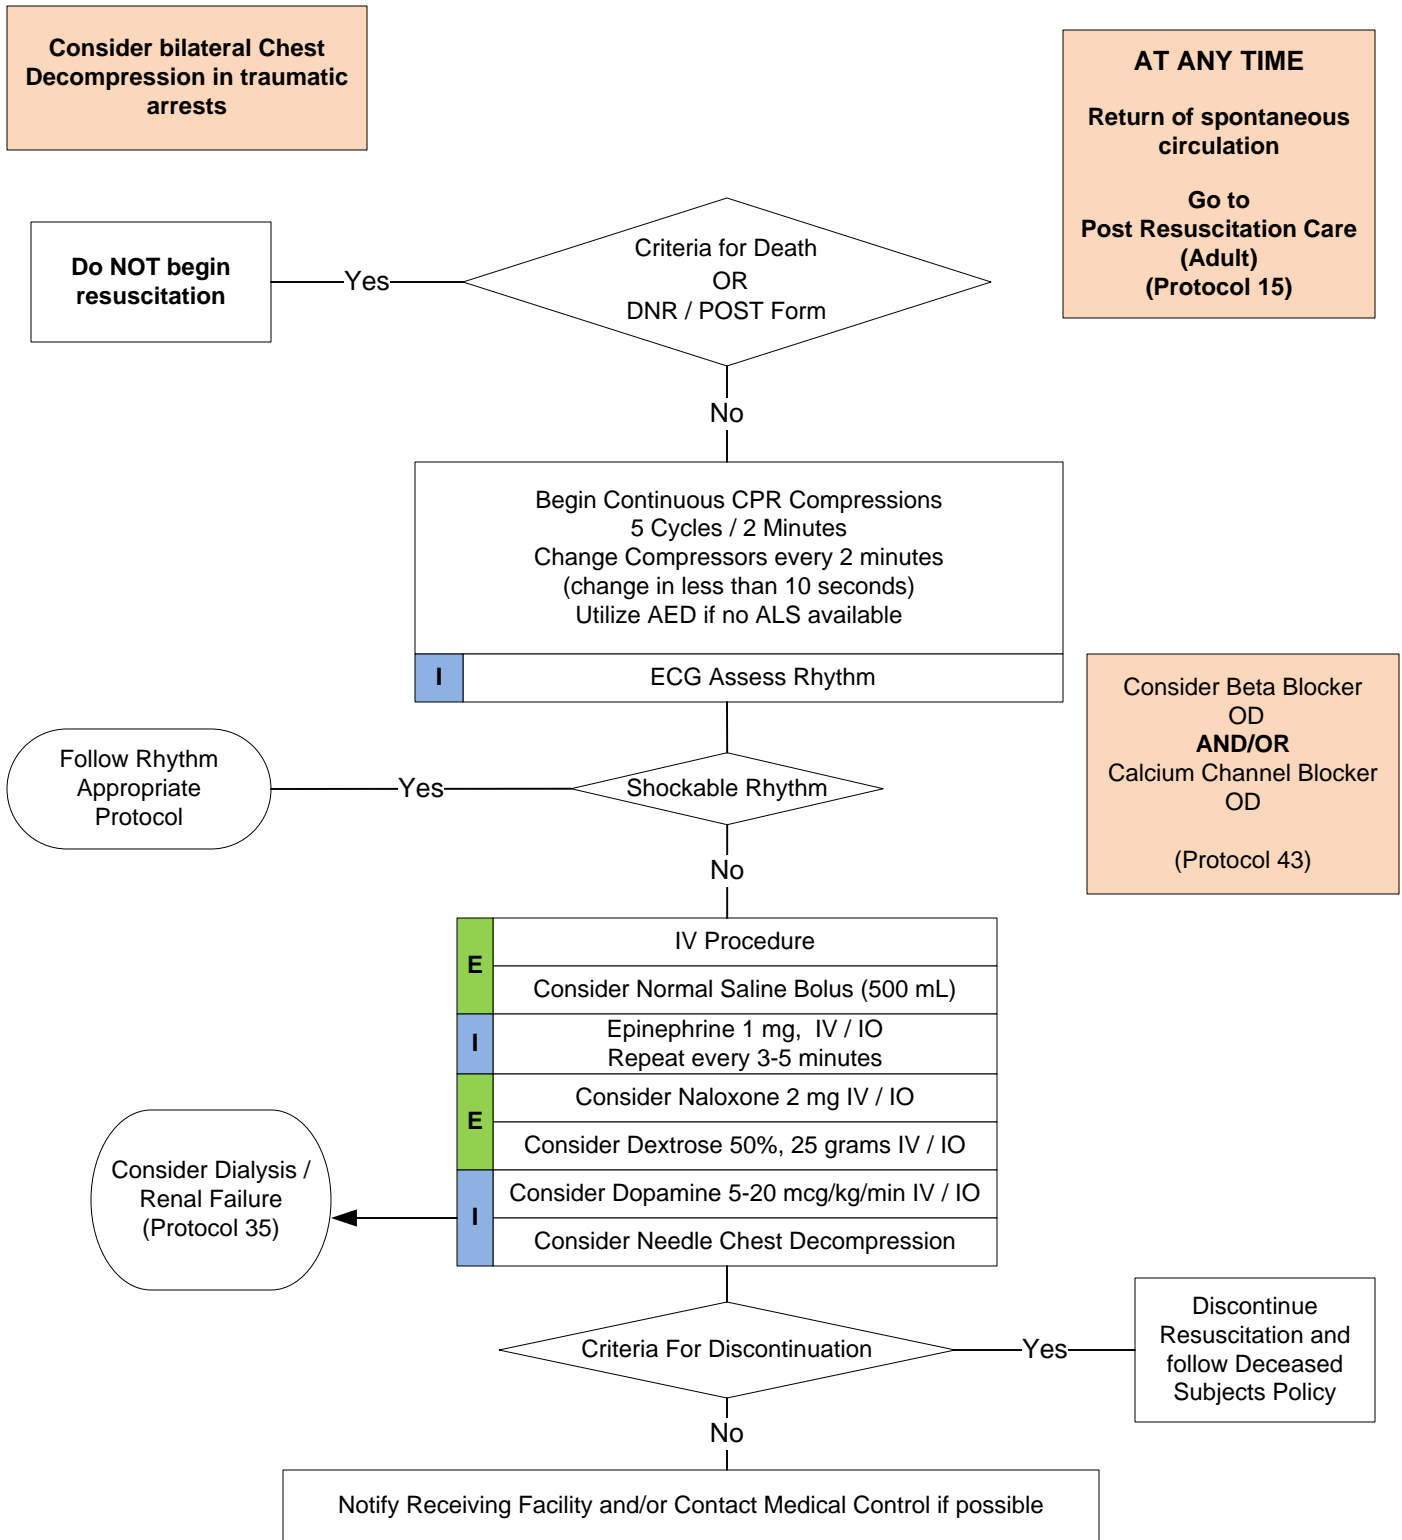 Consider bilateral Chest
Decompression in traumatic
arrests
AT ANY TIME
Return of spontaneous
circulation
Go to
Post Resuscitation Care
(Adult)
(Protocol 15)
Do NOT begin
resuscitation
Yes
Criteria for Death
OR
DNR / POST Form
No
Begin Continuous CPR Compressions
5 Cycles / 2 Minutes
Change Compressors every 2 minutes
(change in less than 10 seconds)
Utilize AED if no ALS available
I
ECG Assess Rhythm
Consider Beta Blocker
OD
AND/OR
Calcium Channel Blocker
OD
(Protocol 43)
Follow Rhythm
Appropriate
Protocol
Yes
Shockable Rhythm
No
E
IV Procedure
Consider Normal Saline Bolus (500 mL)
I
Epinephrine 1 mg,  IV / IO
Repeat every 3-5 minutes
E
Consider Naloxone 2 mg IV / IO
Consider Dextrose 50%, 25 grams IV / IO
I
Consider Dopamine 5-20 mcg/kg/min IV / IO
Consider Needle Chest Decompression
Consider Dialysis /
Renal Failure
(Protocol 35)
Criteria For Discontinuation
Yes
Discontinue
Resuscitation and
follow Deceased
Subjects Policy
No
Notify Receiving Facility and/or Contact Medical Control if possible